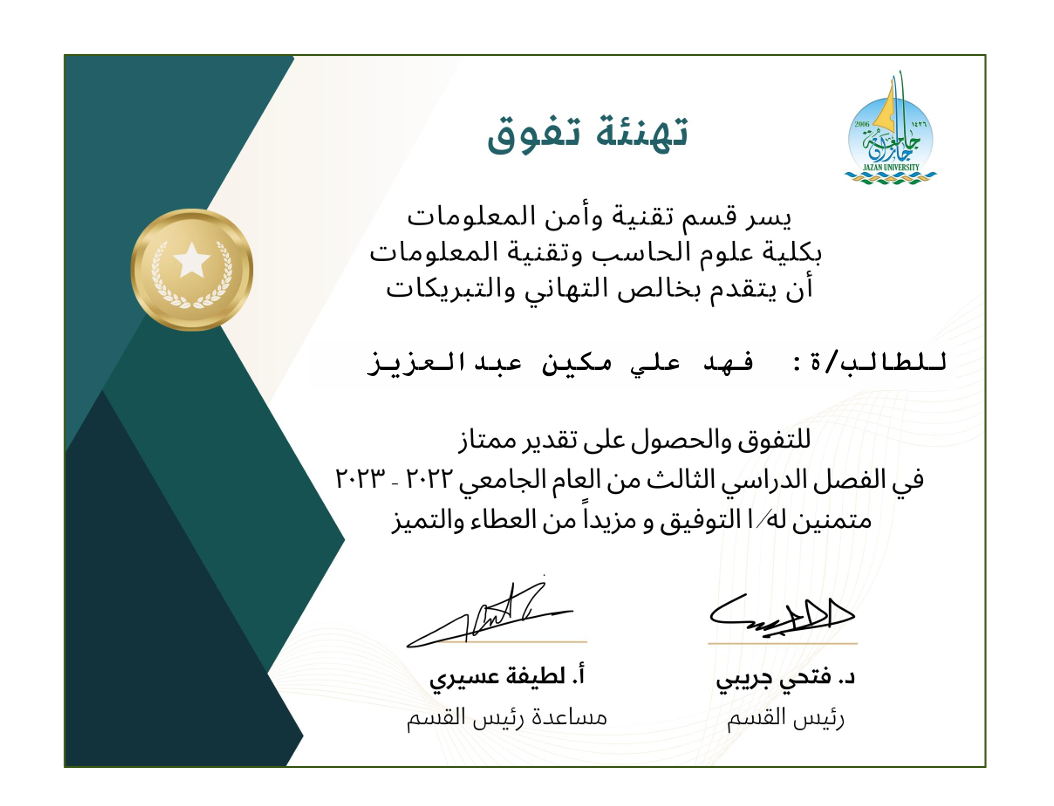 2006
١٤٢٦
جامعة جازان
JAZAN UNIVERSITY
تهنئة تفوق
يسر قسم تقنية وأمن المعلومات
بكلية علوم الحاسب وتقنية المعلومات
أن يتقدم بخالص التهاني والتبريكات
للطالب/ة: فهد علي مكين عبدالعزيز
للتفوق والحصول على تقدير ممتاز
في الفصل الدراسي الثالث من العام الجامعي ٢٠٢٢ - ٢٠٢٣
متمنين له/ا التوفيق و مزيداً من العطاء والتميز
د. فتحي جريبي
رئيس القسم
أ. لطيفة عسيري
مساعدة رئيس القسم